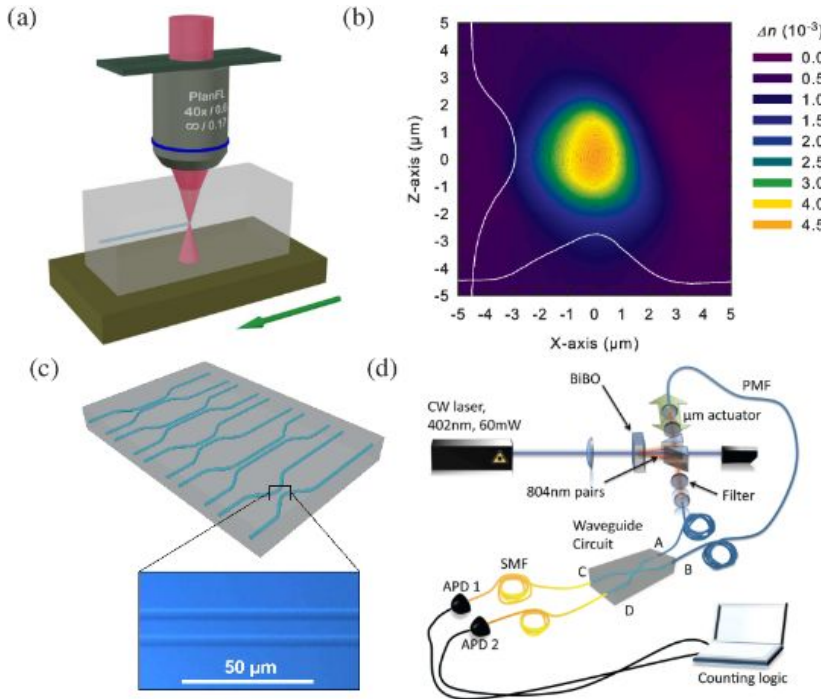 (a)
PlanFL
40x / 0.6
∞ / 0.17
(b)
Δn (10⁻³)
0.0
0.5
1.0
1.5
2.0
2.5
3.0
4.0
4.5
Z-axis (µm)
5
4
3
2
1
0
-1
-2
-3
-4
5
-5 -4 -3 -2 -1 0 1 2 3 4 5
X-axis (µm)
(c)
50 µm
(d)
BiBO
PMF
CW laser,
402nm, 60mW
µm actuator
804nm pairs
Filter
Waveguide
Circuit
A
B
C
D
SMF
APD 1
APD 2
Counting logic